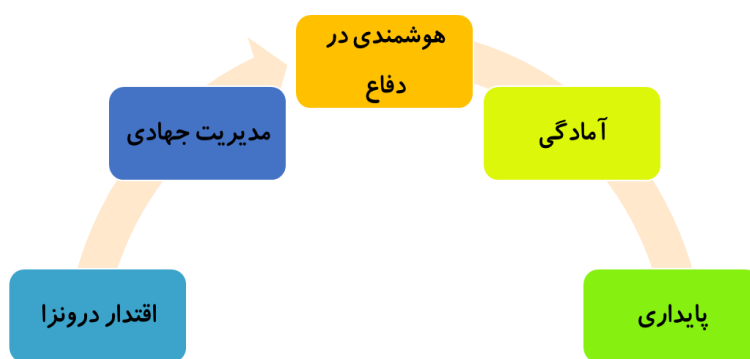 هوشمندی در
دفاع
آمادگی
مدیریت جهادی
پایداری
اقتدار درونزا